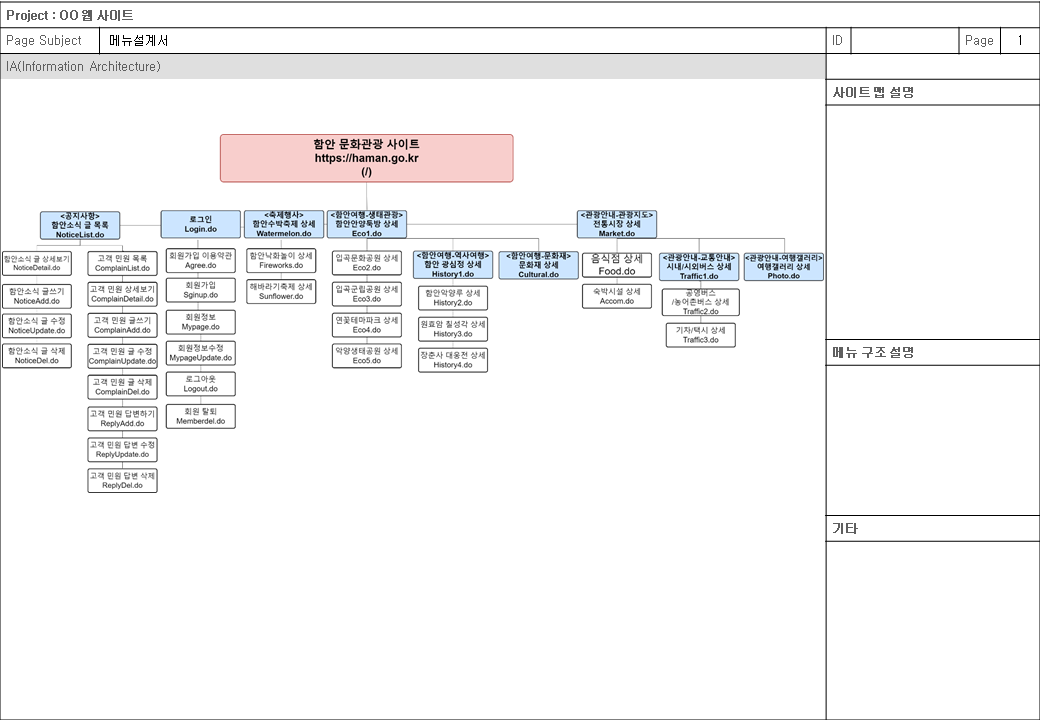 Project : OO 웹 사이트
Page Subject
메뉴설계서
ID
Page
1
IA(Information Architecture)
사이트 맵 설명
함안 문화관광 사이트
https://haman.go.kr
(/)
<공지사항>
함안소식 글 목록
NoticeList.do
로그인
Login.do
<축제행사>
함안수박축제 상세
Watermelon.do
<함안여행-생태관광>
함안안양뚝방 상세
Eco1.do
<관광안내-관광지도>
전통시장 상세
Market.do
함안소식 글 상세보기
NoticeDetail.do
함안소식 글쓰기
NoticeAdd.do
함안소식 글 수정
NoticeUpdate.do
함안소식 글 삭제
NoticeDel.do
고객 민원 목록
ComplainList.do
고객 민원 상세보기
ComplainDetail.do
고객 민원 글쓰기
ComplainAdd.do
고객 민원 글 수정
ComplainUpdate.do
고객 민원 글 삭제
ComplainDel.do
고객 민원 답변하기
ReplyAdd.do
고객 민원 답변 수정
ReplyUpdate.do
고객 민원 답변 삭제
ReplyDel.do
회원가입 이용약관
Agree.do
회원가입
Sginup.do
회원정보
Mypage.do
회원정보수정
MypageUpdate.do
로그아웃
Logout.do
회원 탈퇴
Memberdel.do
함안낙화놀이 상세
Fireworks.do
해바라기축제 상세
Sunflower.do
입곡문화공원 상세
Eco2.do
입곡군립공원 상세
Eco3.do
연꽃테마파크 상세
Eco4.do
악양생태공원 상세
Eco5.do
<함안여행-역사여행>
함안 광심정 상세
History1.do
함안악양루 상세
History2.do
원효암 칠성각 상세
History3.do
장춘사 대웅전 상세
History4.do
<함안여행-문화재>
문화재 상세
Cultural.do
음식점 상세
Food.do
숙박시설 상세
Accom.do
<관광안내-교통안내>
시내/시외버스 상세
Traffic1.do
공영버스
/농어촌버스 상세
Traffic2.do
기차/택시 상세
Traffic3.do
<관광안내-여행갤러리>
여행갤러리 상세
Photo.do
메뉴 구조 설명
기타